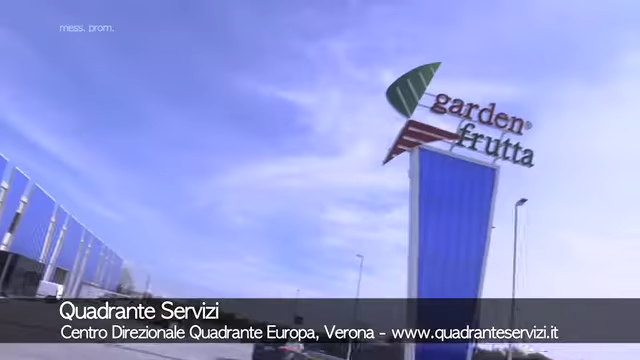 mess. prom.
garden®
frutta
Quadrante Servizi
Centro Direzionale Quadrante Europa, Verona - www.quadranteservizi.it